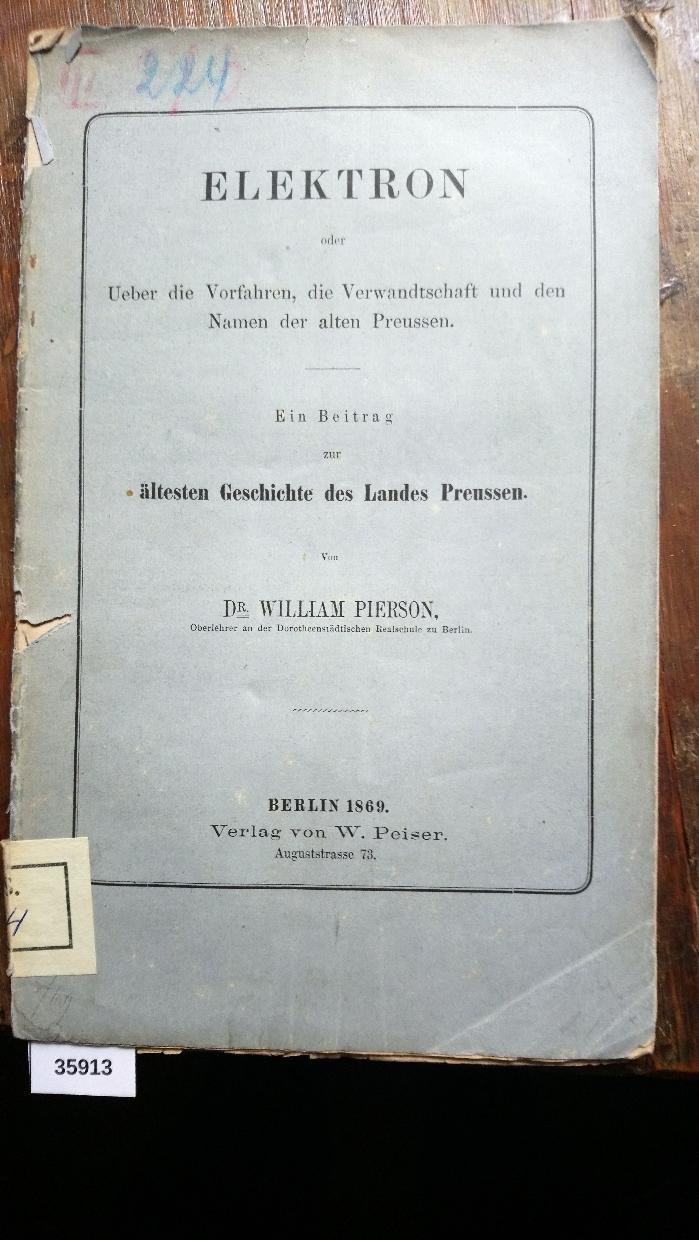 III 224
ELEKTRON
oder
Ueber die Vorfahren, die Verwandtschaft und den
Namen der alten Preussen.
Ein Beitrag
zur
ältesten Geschichte des Landes Preussen.
Von
DR. WILLIAM PIERSON,
Oberlehrer an der Dorotheenstädtischen Realschule zu Berlin.
BERLIN 1869.
Verlag von W. Peiser.
Auguststrasse 73.
4
35913